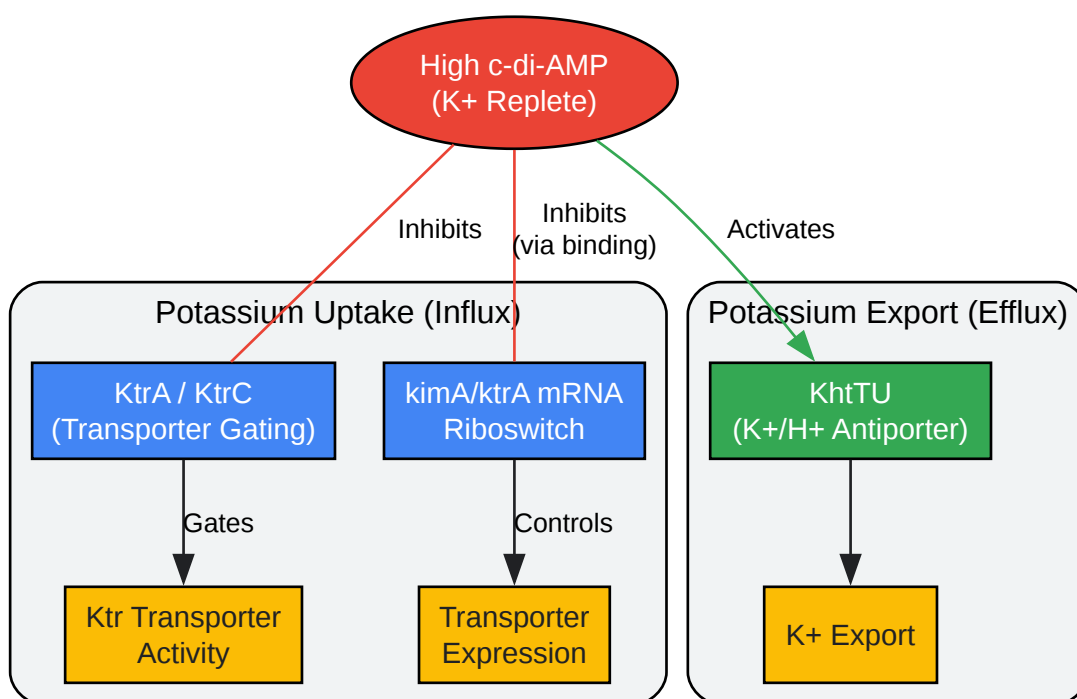 High c-di-AMP
(K+ Replete)
Inhibits
Inhibits
(via binding)
Activates
Potassium Uptake (Influx)
Potassium Export (Efflux)
KtrA / KtrC
(Transporter Gating)
kimA/ktrA mRNA
Riboswitch
KhtTU
(K+/H+ Antiporter)
Gates
Controls
Ktr Transporter
Activity
Transporter
Expression
K+ Export